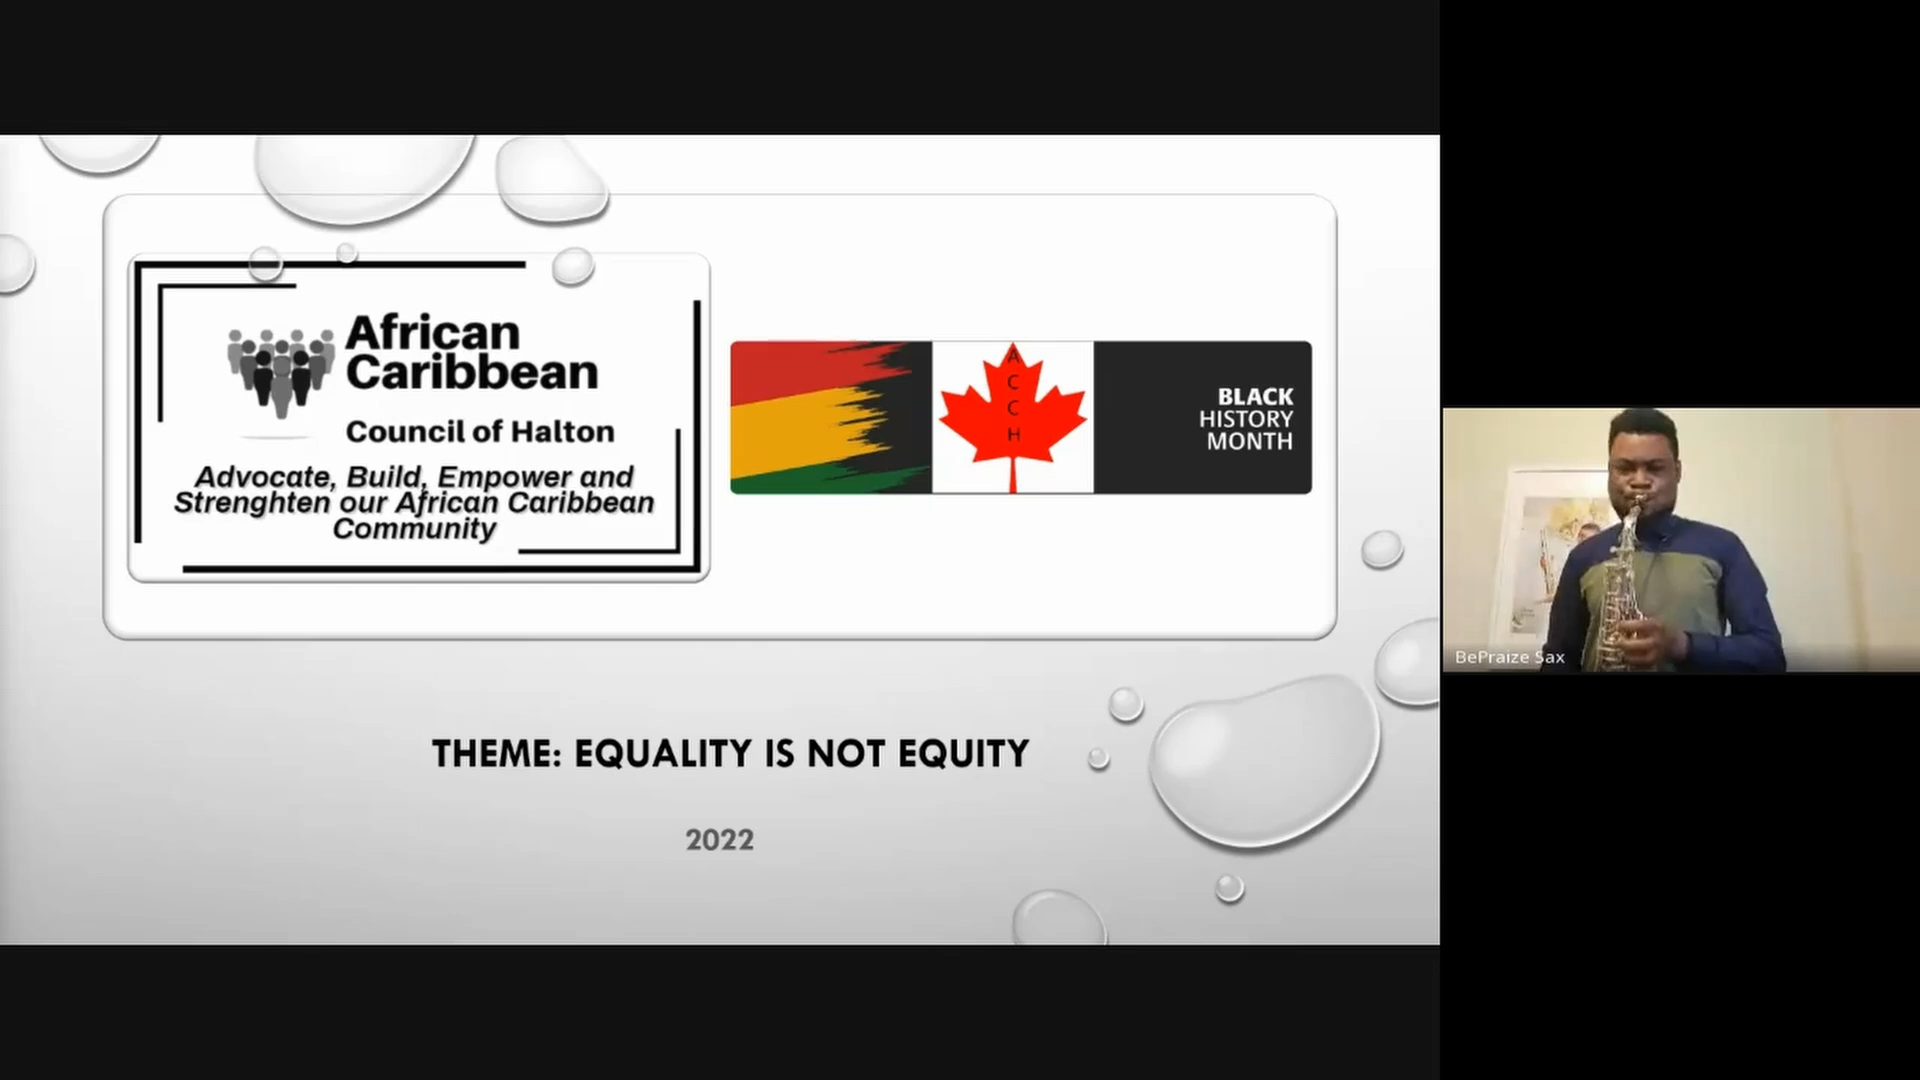 African
Caribbean
Council of Halton
Advocate, Build, Empower and
Strenghten our African Caribbean
Community
A
C
C
H
BLACK
HISTORY
MONTH
THEME: EQUALITY IS NOT EQUITY
2022
BePraize Sax